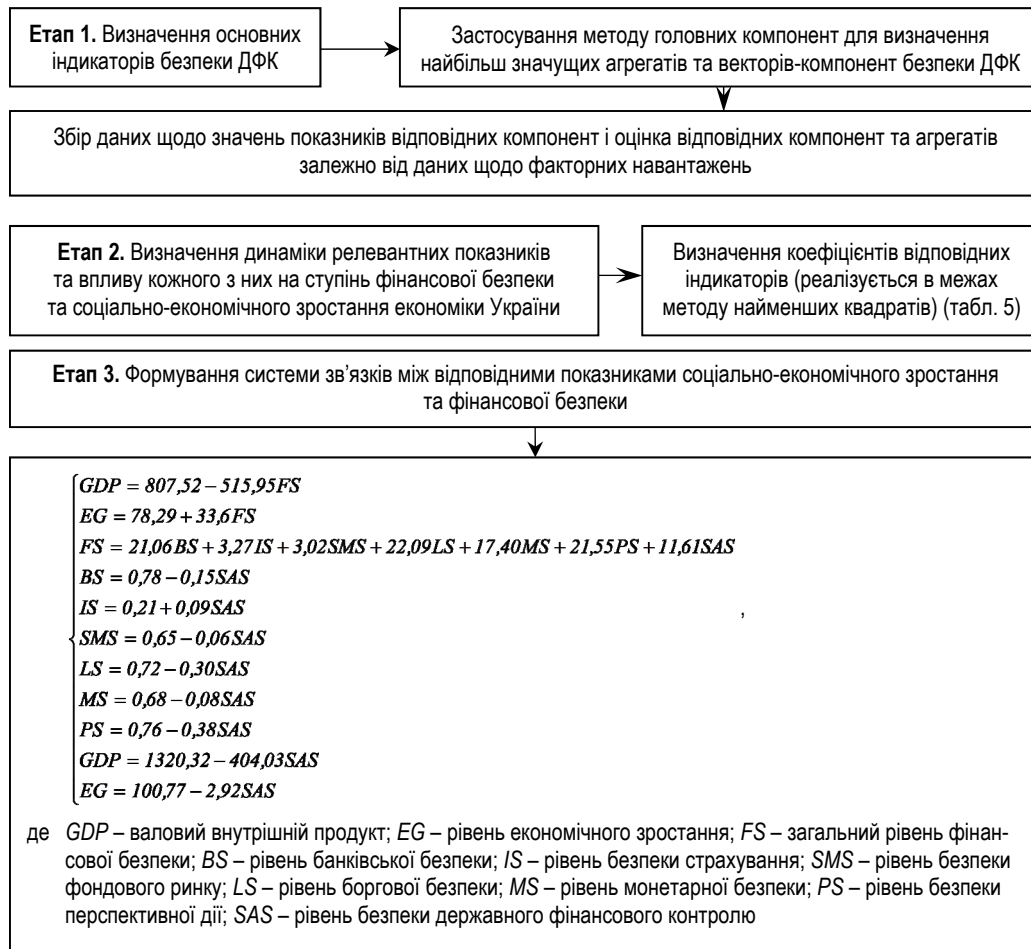 Етап 1. Визначення основних
індикаторів безпеки ДФК
Застосування методу головних компонент для визначення
найбільш значущих агрегатів та векторів-компонент безпеки ДФК
Збір даних щодо значень показників відповідних компонент і оцінка відповідних компонент та агрегатів
залежно від даних щодо факторних навантажень
Етап 2. Визначення динаміки релевантних показників
та впливу кожного з них на ступінь фінансової безпеки
та соціально-економічного зростання економіки України
Визначення коефіцієнтів відповідних
індикаторів (реалізується в межах
методу найменших квадратів) (табл. 5)
Етап 3. Формування системи зв’язків між відповідними показниками соціально-економічного зростання
та фінансової безпеки
GDP = 807,52 – 515,95FS
EG = 78,29 + 33,6FS
FS = 21,06BS + 3,27IS + 3,02SMS + 22,09LS + 17,40MS + 21,55PS + 11,61SAS
BS = 0,78 – 0,15SAS
IS = 0,21 + 0,09SAS
SMS = 0,65 – 0,06SAS ,
LS = 0,72 – 0,30SAS
MS = 0,68 – 0,08SAS
PS = 0,76 – 0,38SAS
GDP = 1320,32 – 404,03SAS
EG = 100,77 – 2,92SAS
де GDP – валовий внутрішній продукт; EG – рівень економічного зростання; FS – загальний рівень фінан-
сової безпеки; BS – рівень банківської безпеки; IS – рівень безпеки страхування; SMS – рівень безпеки
фондового ринку; LS – рівень боргової безпеки; MS – рівень монетарної безпеки; PS – рівень безпеки
перспективної дії; SAS – рівень безпеки державного фінансового контролю